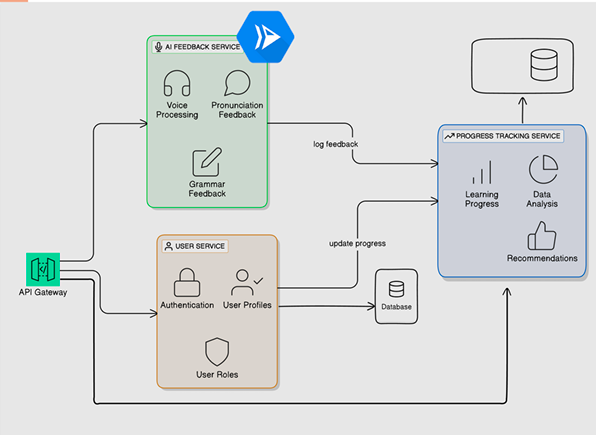 AI FEEDBACK SERVICE
Voice
Processing
Pronunciation
Feedback
Grammar
Feedback
log feedback
PROGRESS TRACKING SERVICE
Learning
Progress
Data
Analysis
Recommendations
USER SERVICE
Authentication
User Profiles
User Roles
update progress
Database
API Gateway